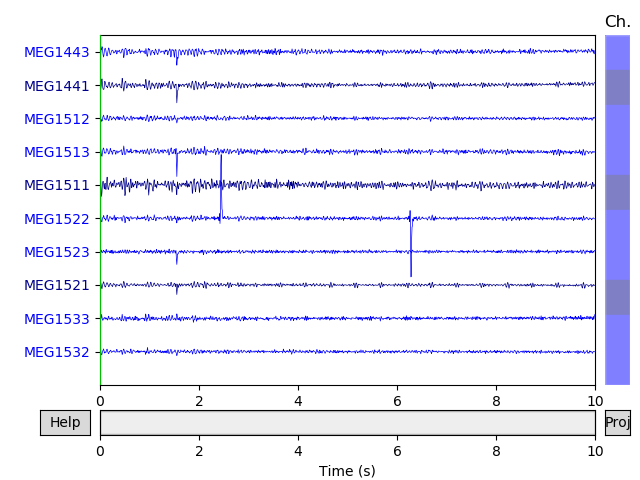 Ch.
MEG1443
MEG1441
MEG1512
MEG1513
MEG1511
MEG1522
MEG1523
MEG1521
MEG1533
MEG1532
0 2 4 6 8 10
Help Proj
0 2 4 6 8 10
Time (s)